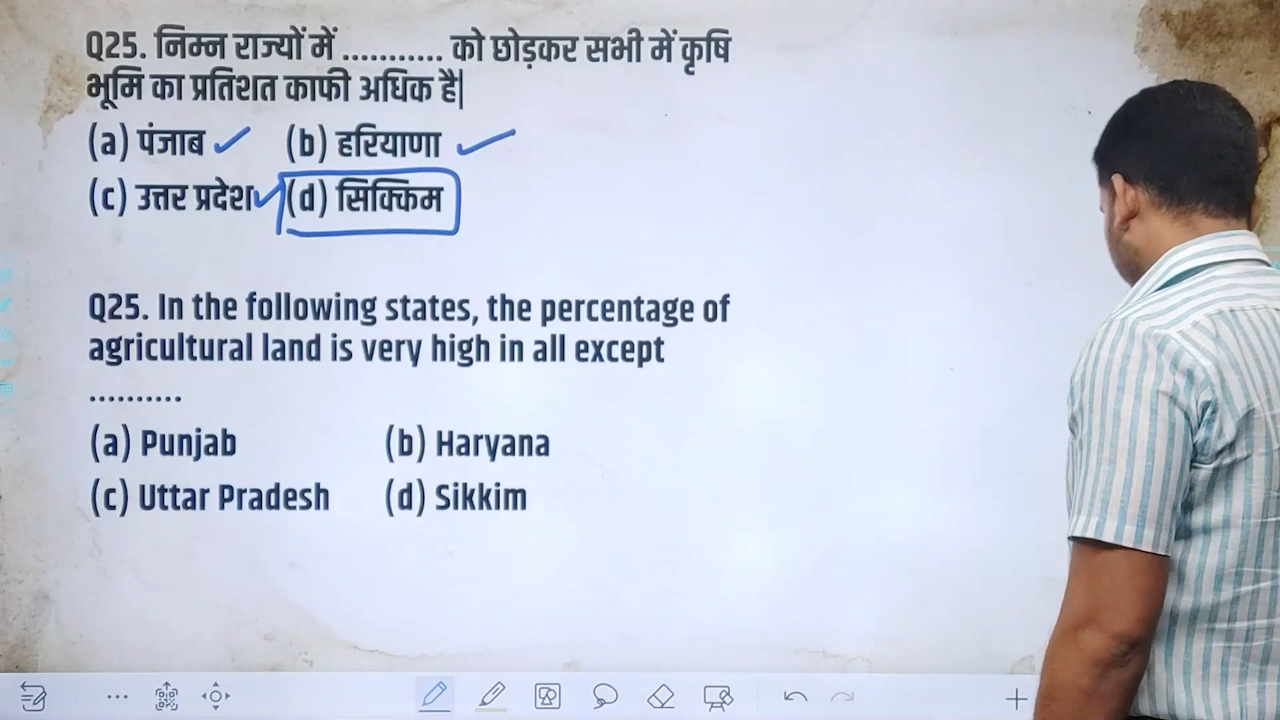 Q25. निम्न राज्यों में ........... को छोड़कर सभी में कृषि
भूमि का प्रतिशत काफी अधिक है|
(a) पंजाब (b) हरियाणा
(c) उत्तर प्रदेश (d) सिक्किम
Q25. In the following states, the percentage of
agricultural land is very high in all except
..........
(a) Punjab (b) Haryana
(c) Uttar Pradesh (d) Sikkim